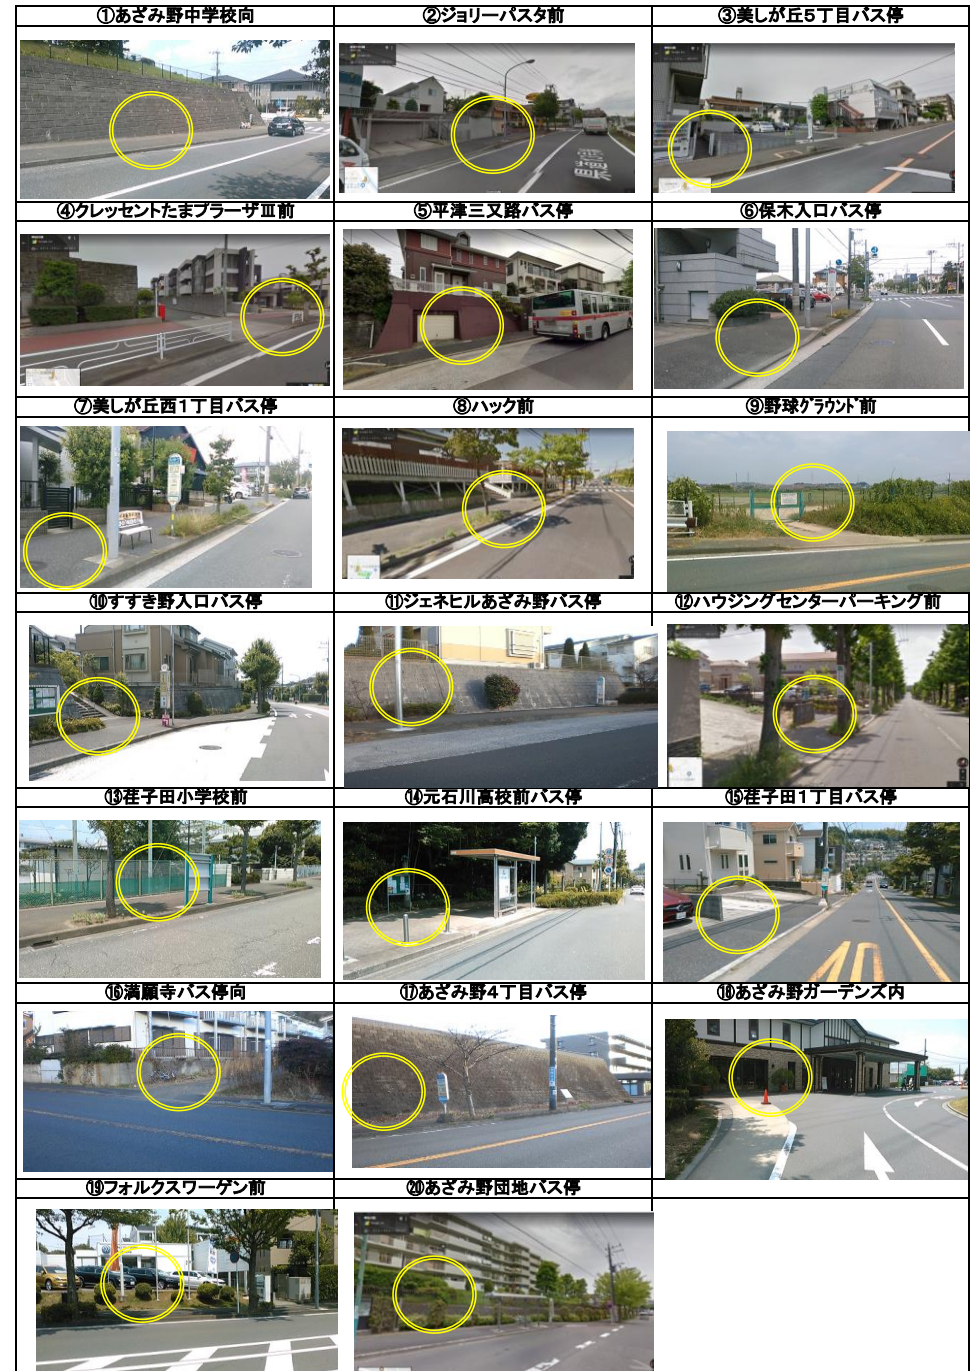 ①あざみ野中学校向
②ジョリーパスタ前
③美しが丘５丁目バス停
④クレッセントたまプラーザⅢ前
⑤平津三又路バス停
⑥保木入口バス停
⑦美しが丘西１丁目バス停
⑧ハック前
⑨野球ｸﾞﾗｳﾝﾄﾞ前
⑩すすき野入口バス停
⑪ジェネヒルあざみ野バス停
⑫ハウジングセンターパーキング前
⑬荏子田小学校前
⑭元石川高校前バス停
⑮荏子田１丁目バス停
40
⑯満願寺バス停向
⑰あざみ野４丁目バス停
⑱あざみ野ガーデンズ内
⑲フォルクスワーゲン前
⑳あざみ野団地バス停